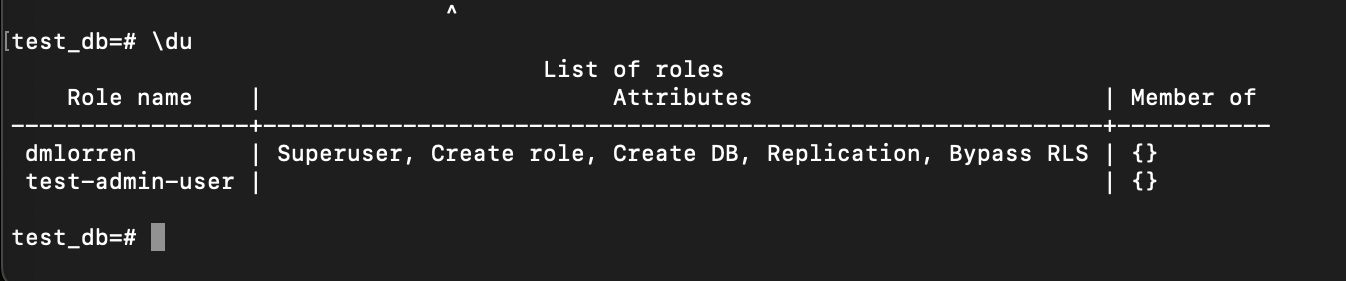 ^
[test_db=# \du
List of roles
Role name | Attributes | Member of
-----------------+------------------------------------------------------------+-----------
dmlorren | Superuser, Create role, Create DB, Replication, Bypass RLS | {}
test-admin-user | | {}
test_db=#